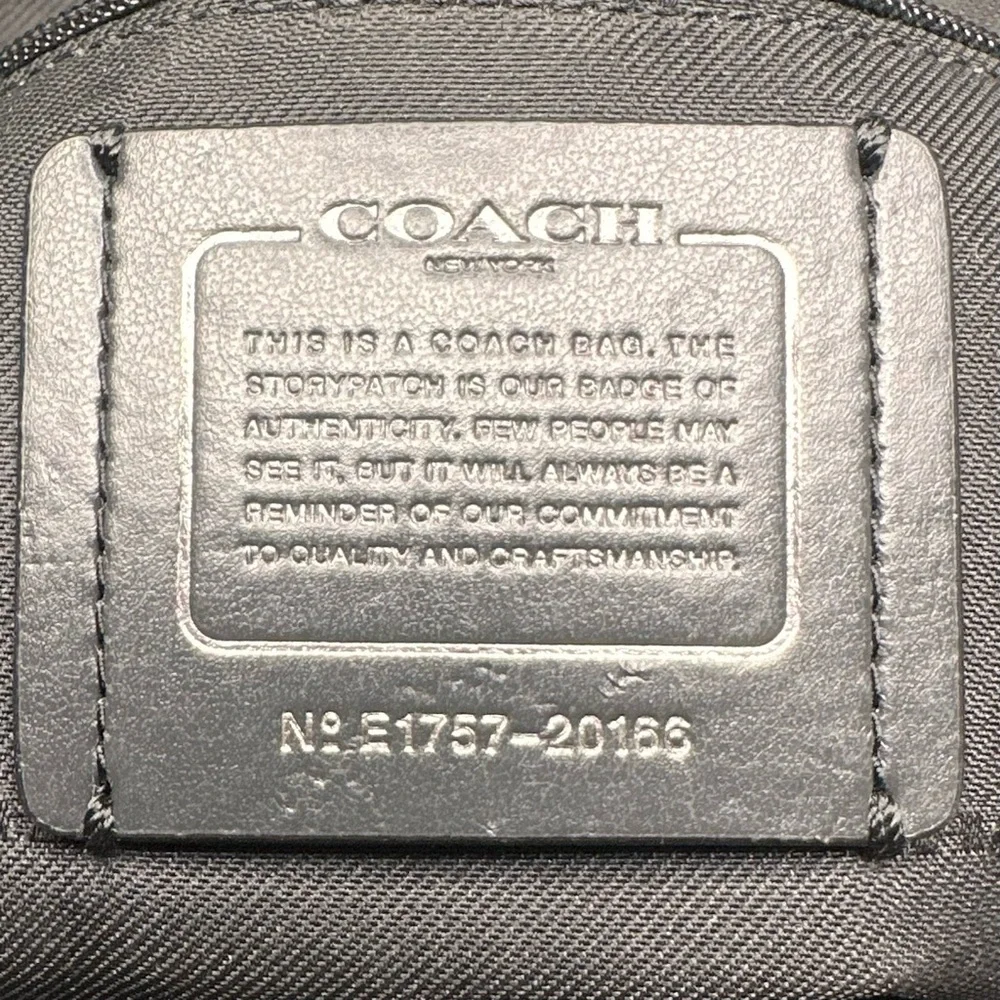 COACH
NEW YORK
THIS IS A COACH BAG. THE
STORYPATCH IS OUR BADGE OF
AUTHENTICITY. FEW PEOPLE MAY
SEE IT, BUT IT WILL ALWAYS BE A
REMINDER OF OUR COMMITMENT
TO QUALITY AND CRAFTSMANSHIP.
Nº E1757-20166